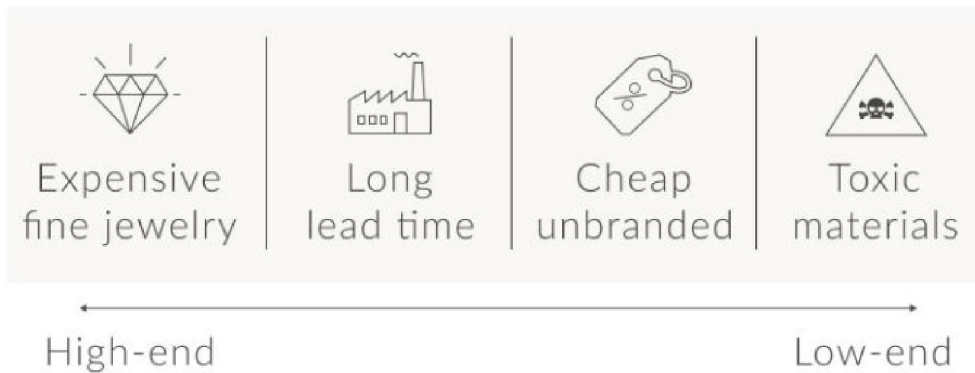 Expensive
fine jewelry
Long
lead time
Cheap
unbranded
Toxic
materials
High-end
Low-end